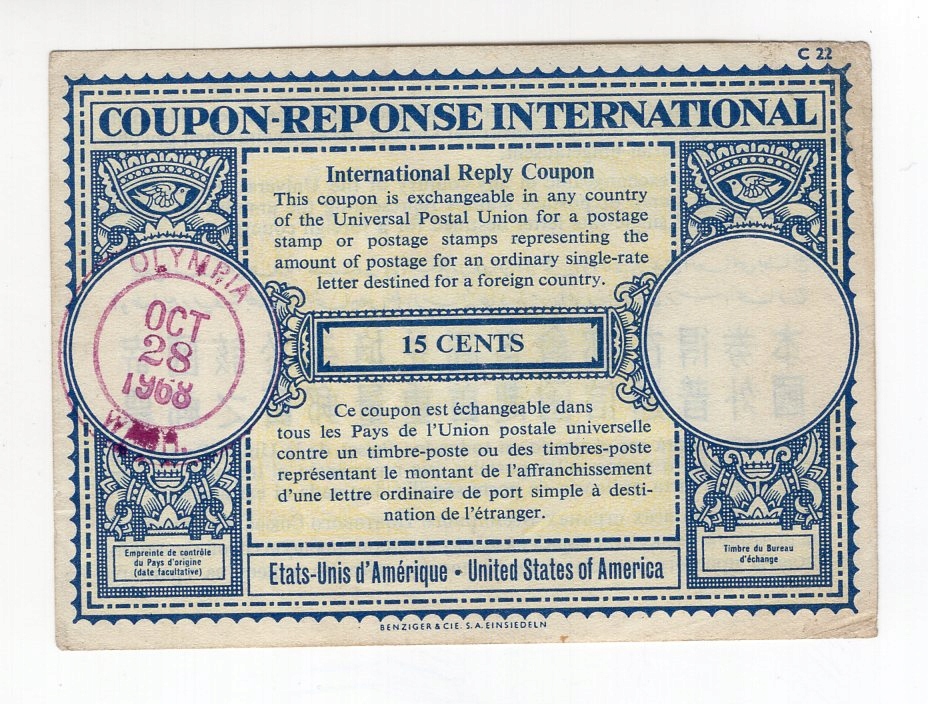 C 22
COUPON-REPONSE INTERNATIONAL
International Reply Coupon
This coupon is exchangeable in any country
of the Universal Postal Union for a postage
stamp or postage stamps representing the
amount of postage for an ordinary single-rate
letter destined for a foreign country.
OLYMPIA
OCT
28
1968
WASH.
15 CENTS
Ce coupon est échangeable dans
tous les Pays de l'Union postale universelle
contre un timbre-poste ou des timbres-poste
représentant le montant de l'affranchissement
d'une lettre ordinaire de port simple à desti-
nation de l'étranger.
Empreinte de contrôle
du Pays d'origine
(date facultative)
Timbre du Bureau
d'échange
Etats-Unis d'Amérique • United States of America
BENZIGER & CIE. S.A. EINSIEDELN